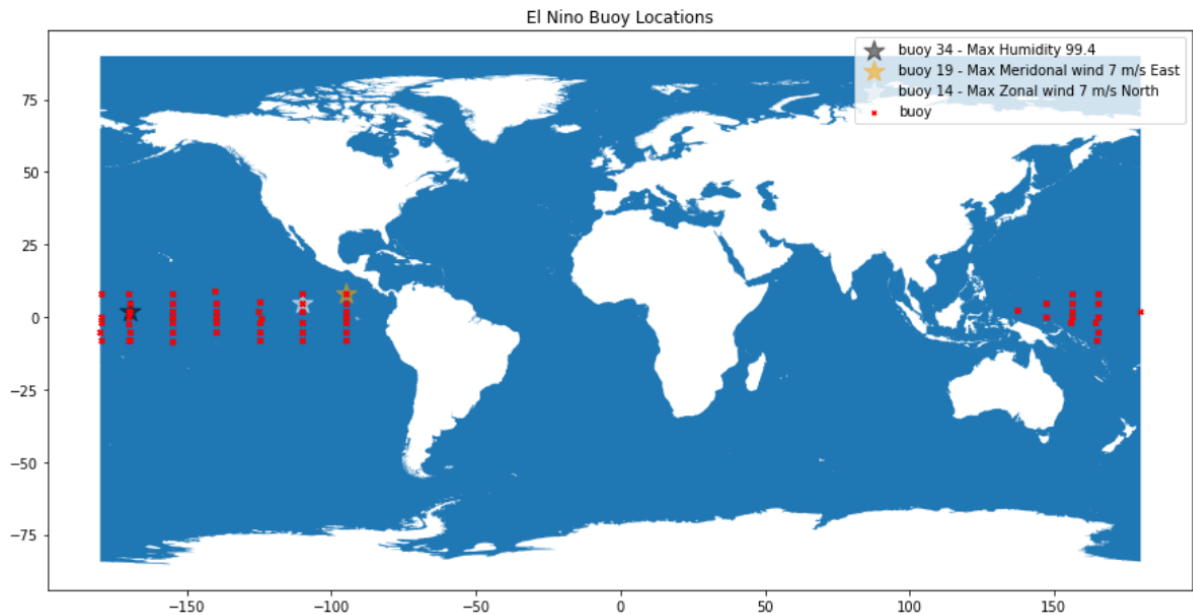 El Nino Buoy Locations
buoy 34 - Max Humidity 99.4
buoy 19 - Max Meridonal wind 7 m/s East
buoy 14 - Max Zonal wind 7 m/s North
buoy
75
50
25
0
−25
−50
−75
−150
−100
−50
0
50
100
150